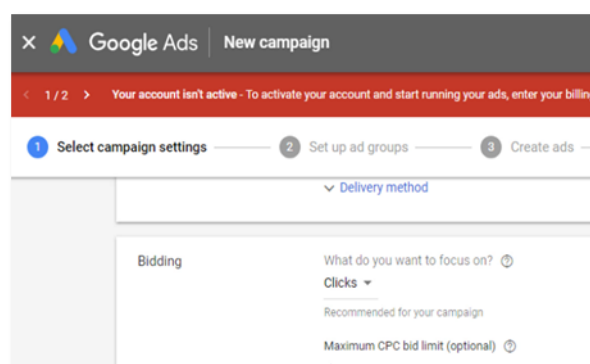 Google Ads New campaign
1 / 2 Your account isn't active - To activate your account and start running your ads, enter your billing
1 Select campaign settings 2 Set up ad groups 3 Create ads
Delivery method
Bidding What do you want to focus on?
Clicks
Recommended for your campaign
Maximum CPC bid limit (optional)